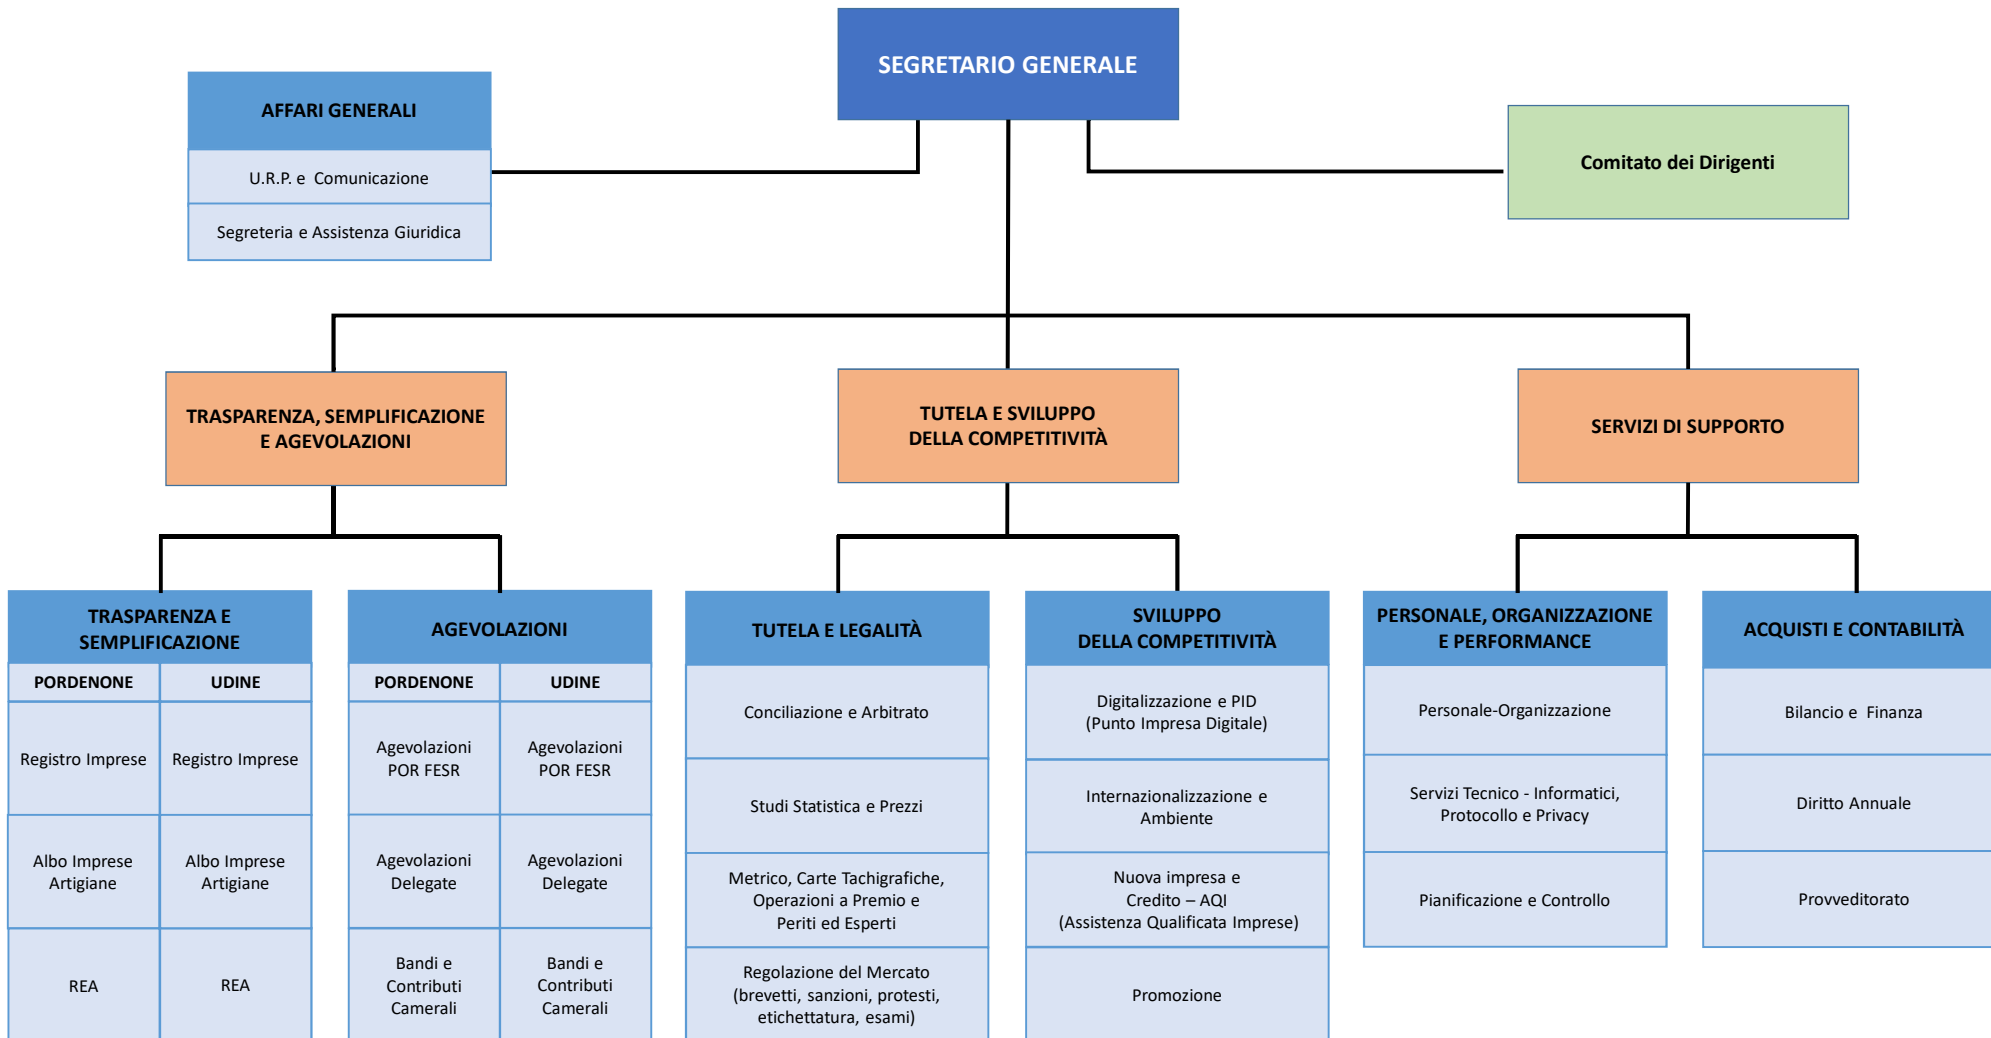 SEGRETARIO GENERALE
AFFARI GENERALI
U.R.P. e Comunicazione
Segreteria e Assistenza Giuridica
Comitato dei Dirigenti
TRASPARENZA, SEMPLIFICAZIONE
E AGEVOLAZIONI
TUTELA E SVILUPPO
DELLA COMPETITIVITÀ
SERVIZI DI SUPPORTO
TRASPARENZA E
SEMPLIFICAZIONE
PORDENONE
UDINE
Registro Imprese
Registro Imprese
Albo Imprese
Artigiane
Albo Imprese
Artigiane
REA
REA
AGEVOLAZIONI
PORDENONE
UDINE
Agevolazioni
POR FESR
Agevolazioni
POR FESR
Agevolazioni
Delegate
Agevolazioni
Delegate
Bandi e
Contributi
Camerali
Bandi e
Contributi
Camerali
TUTELA E LEGALITÀ
Conciliazione e Arbitrato
Studi Statistica e Prezzi
Metrico, Carte Tachigrafiche,
Operazioni a Premio e
Periti ed Esperti
Regolazione del Mercato
(brevetti, sanzioni, protesti,
etichettatura, esami)
SVILUPPO
DELLA COMPETITIVITÀ
Digitalizzazione e PID
(Punto Impresa Digitale)
Internazionalizzazione e
Ambiente
Nuova impresa e
Credito – AQI
(Assistenza Qualificata Imprese)
Promozione
PERSONALE, ORGANIZZAZIONE
E PERFORMANCE
Personale-Organizzazione
Servizi Tecnico - Informatici,
Protocollo e Privacy
Pianificazione e Controllo
ACQUISTI E CONTABILITÀ
Bilancio e Finanza
Diritto Annuale
Provveditorato